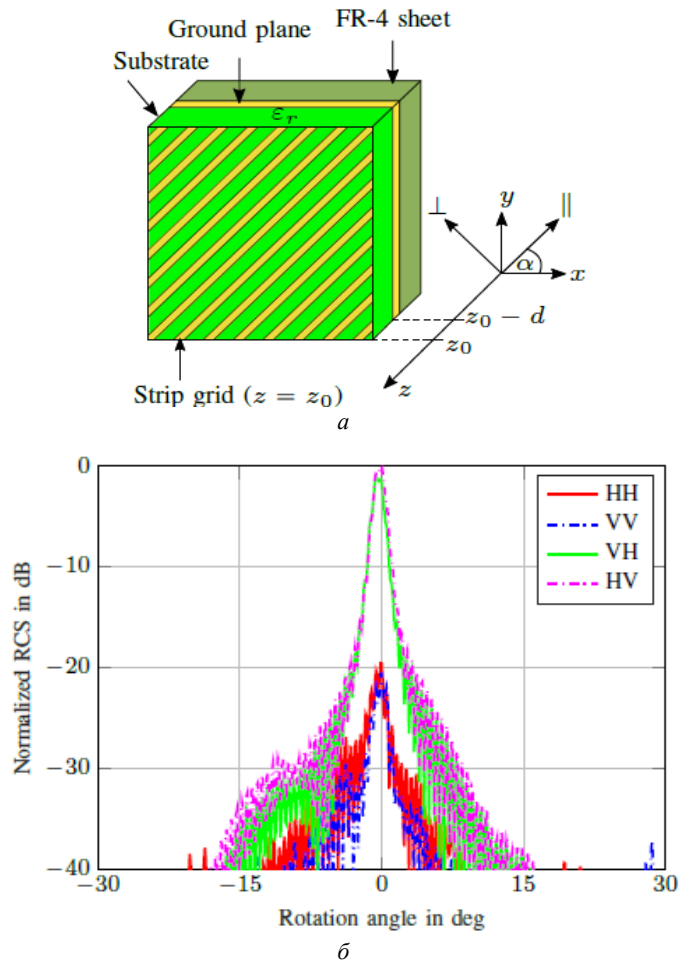 FR-4 sheet
Ground plane
Substrate
ε_r
⊥
y
∥
α
x
z₀ − d
z₀
z
Strip grid (z = z₀)
а
Normalized RCS in dB
0
−10
−20
−30
−40
HH
VV
VH
HV
−30
−15
0
15
30
Rotation angle in deg
б